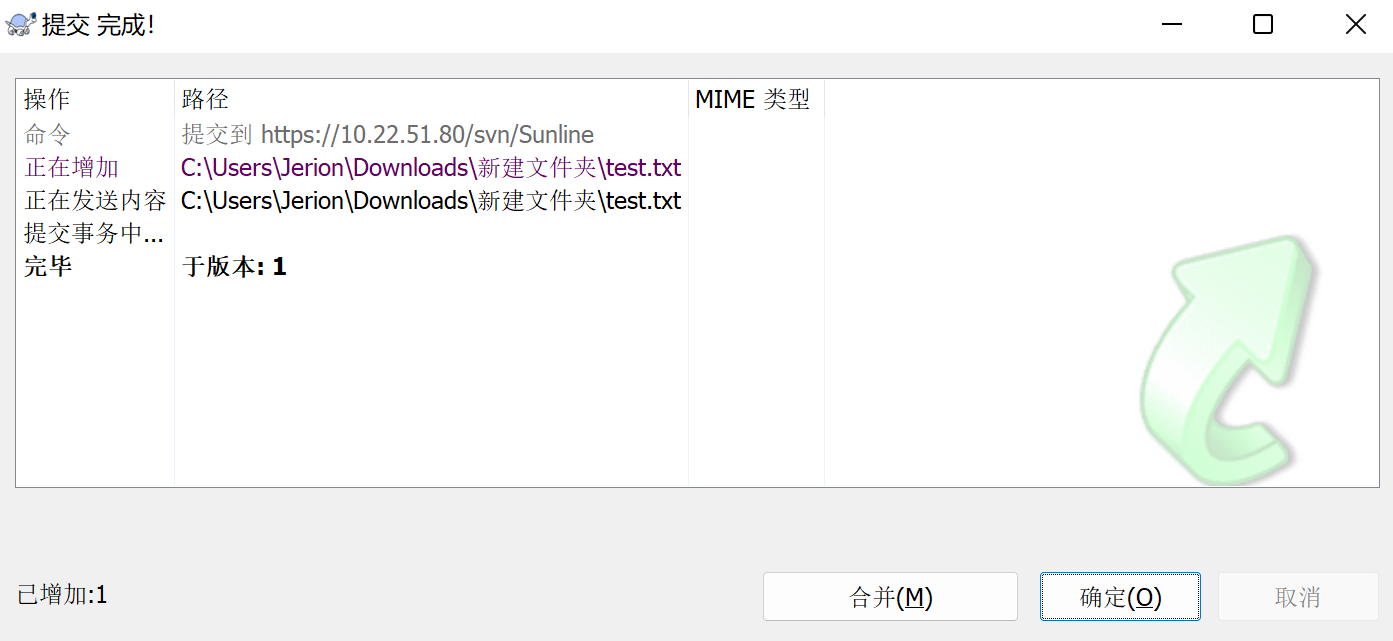 提交 完成!
操作 路径 MIME 类型
命令 提交到 https://10.22.51.80/svn/Sunline
正在增加 C:\Users\Jerion\Downloads\新建文件夹\test.txt
正在发送内容 C:\Users\Jerion\Downloads\新建文件夹\test.txt
提交事务中...
完毕 于版本: 1
已增加:1 合并(M) 确定(O) 取消